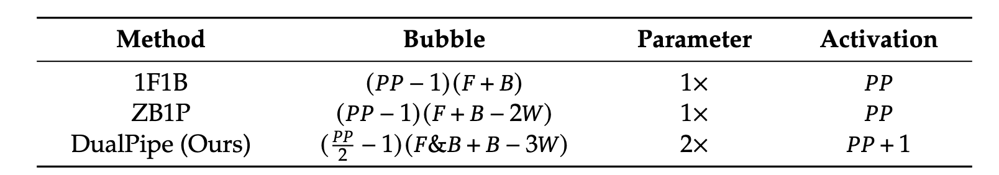 Method Bubble Parameter Activation
1F1B (PP − 1)(F + B) 1× PP
ZB1P (PP − 1)(F + B − 2W) 1× PP
DualPipe (Ours) (PP/2 − 1)(F&B + B − 3W) 2× PP + 1